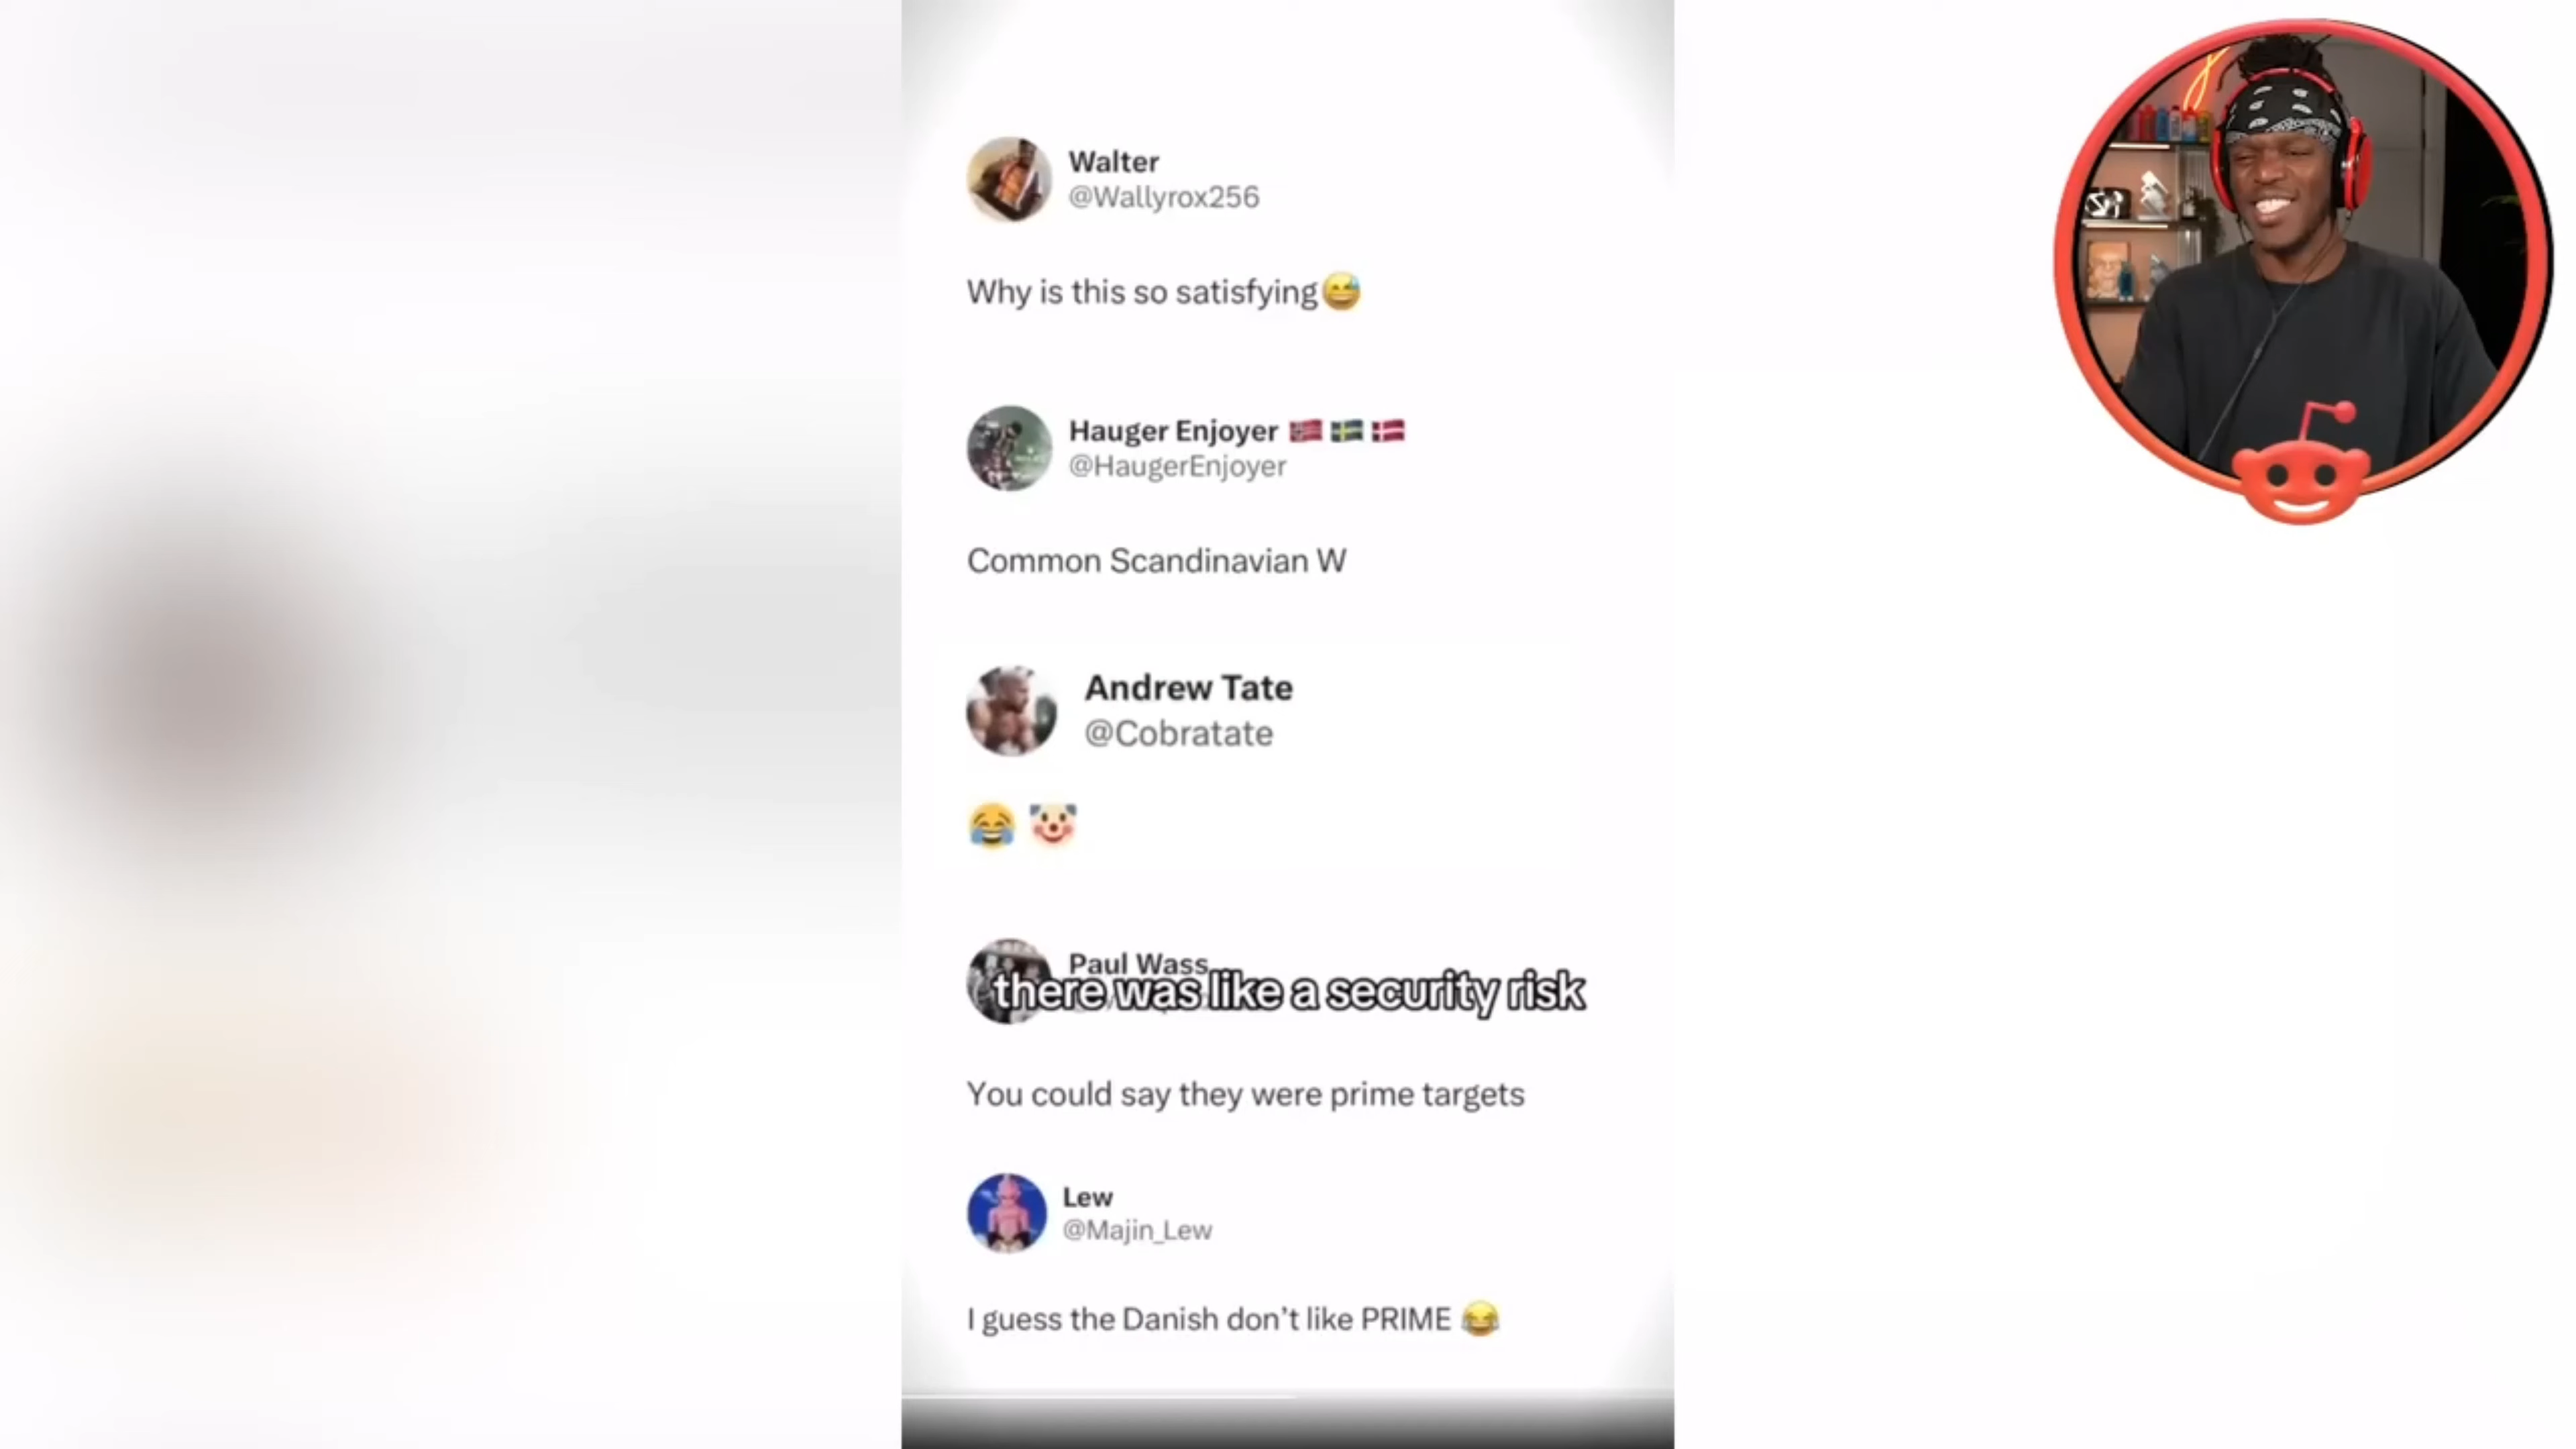 Walter
@Wallyrox256
Why is this so satisfying😅
Hauger Enjoyer 🇳🇴 🇸🇪 🇩🇰
@HaugerEnjoyer
Common Scandinavian W
Andrew Tate
@Cobratate
😂 🤡
Paul Wass
there was like a security risk
You could say they were prime targets
Lew
@Majin_Lew
I guess the Danish don't like PRIME 😂